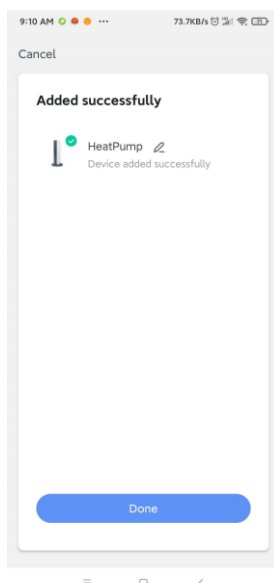 9:10 AM ... 73.7KB/s
Cancel
Added successfully
HeatPump
Device added successfully
Done